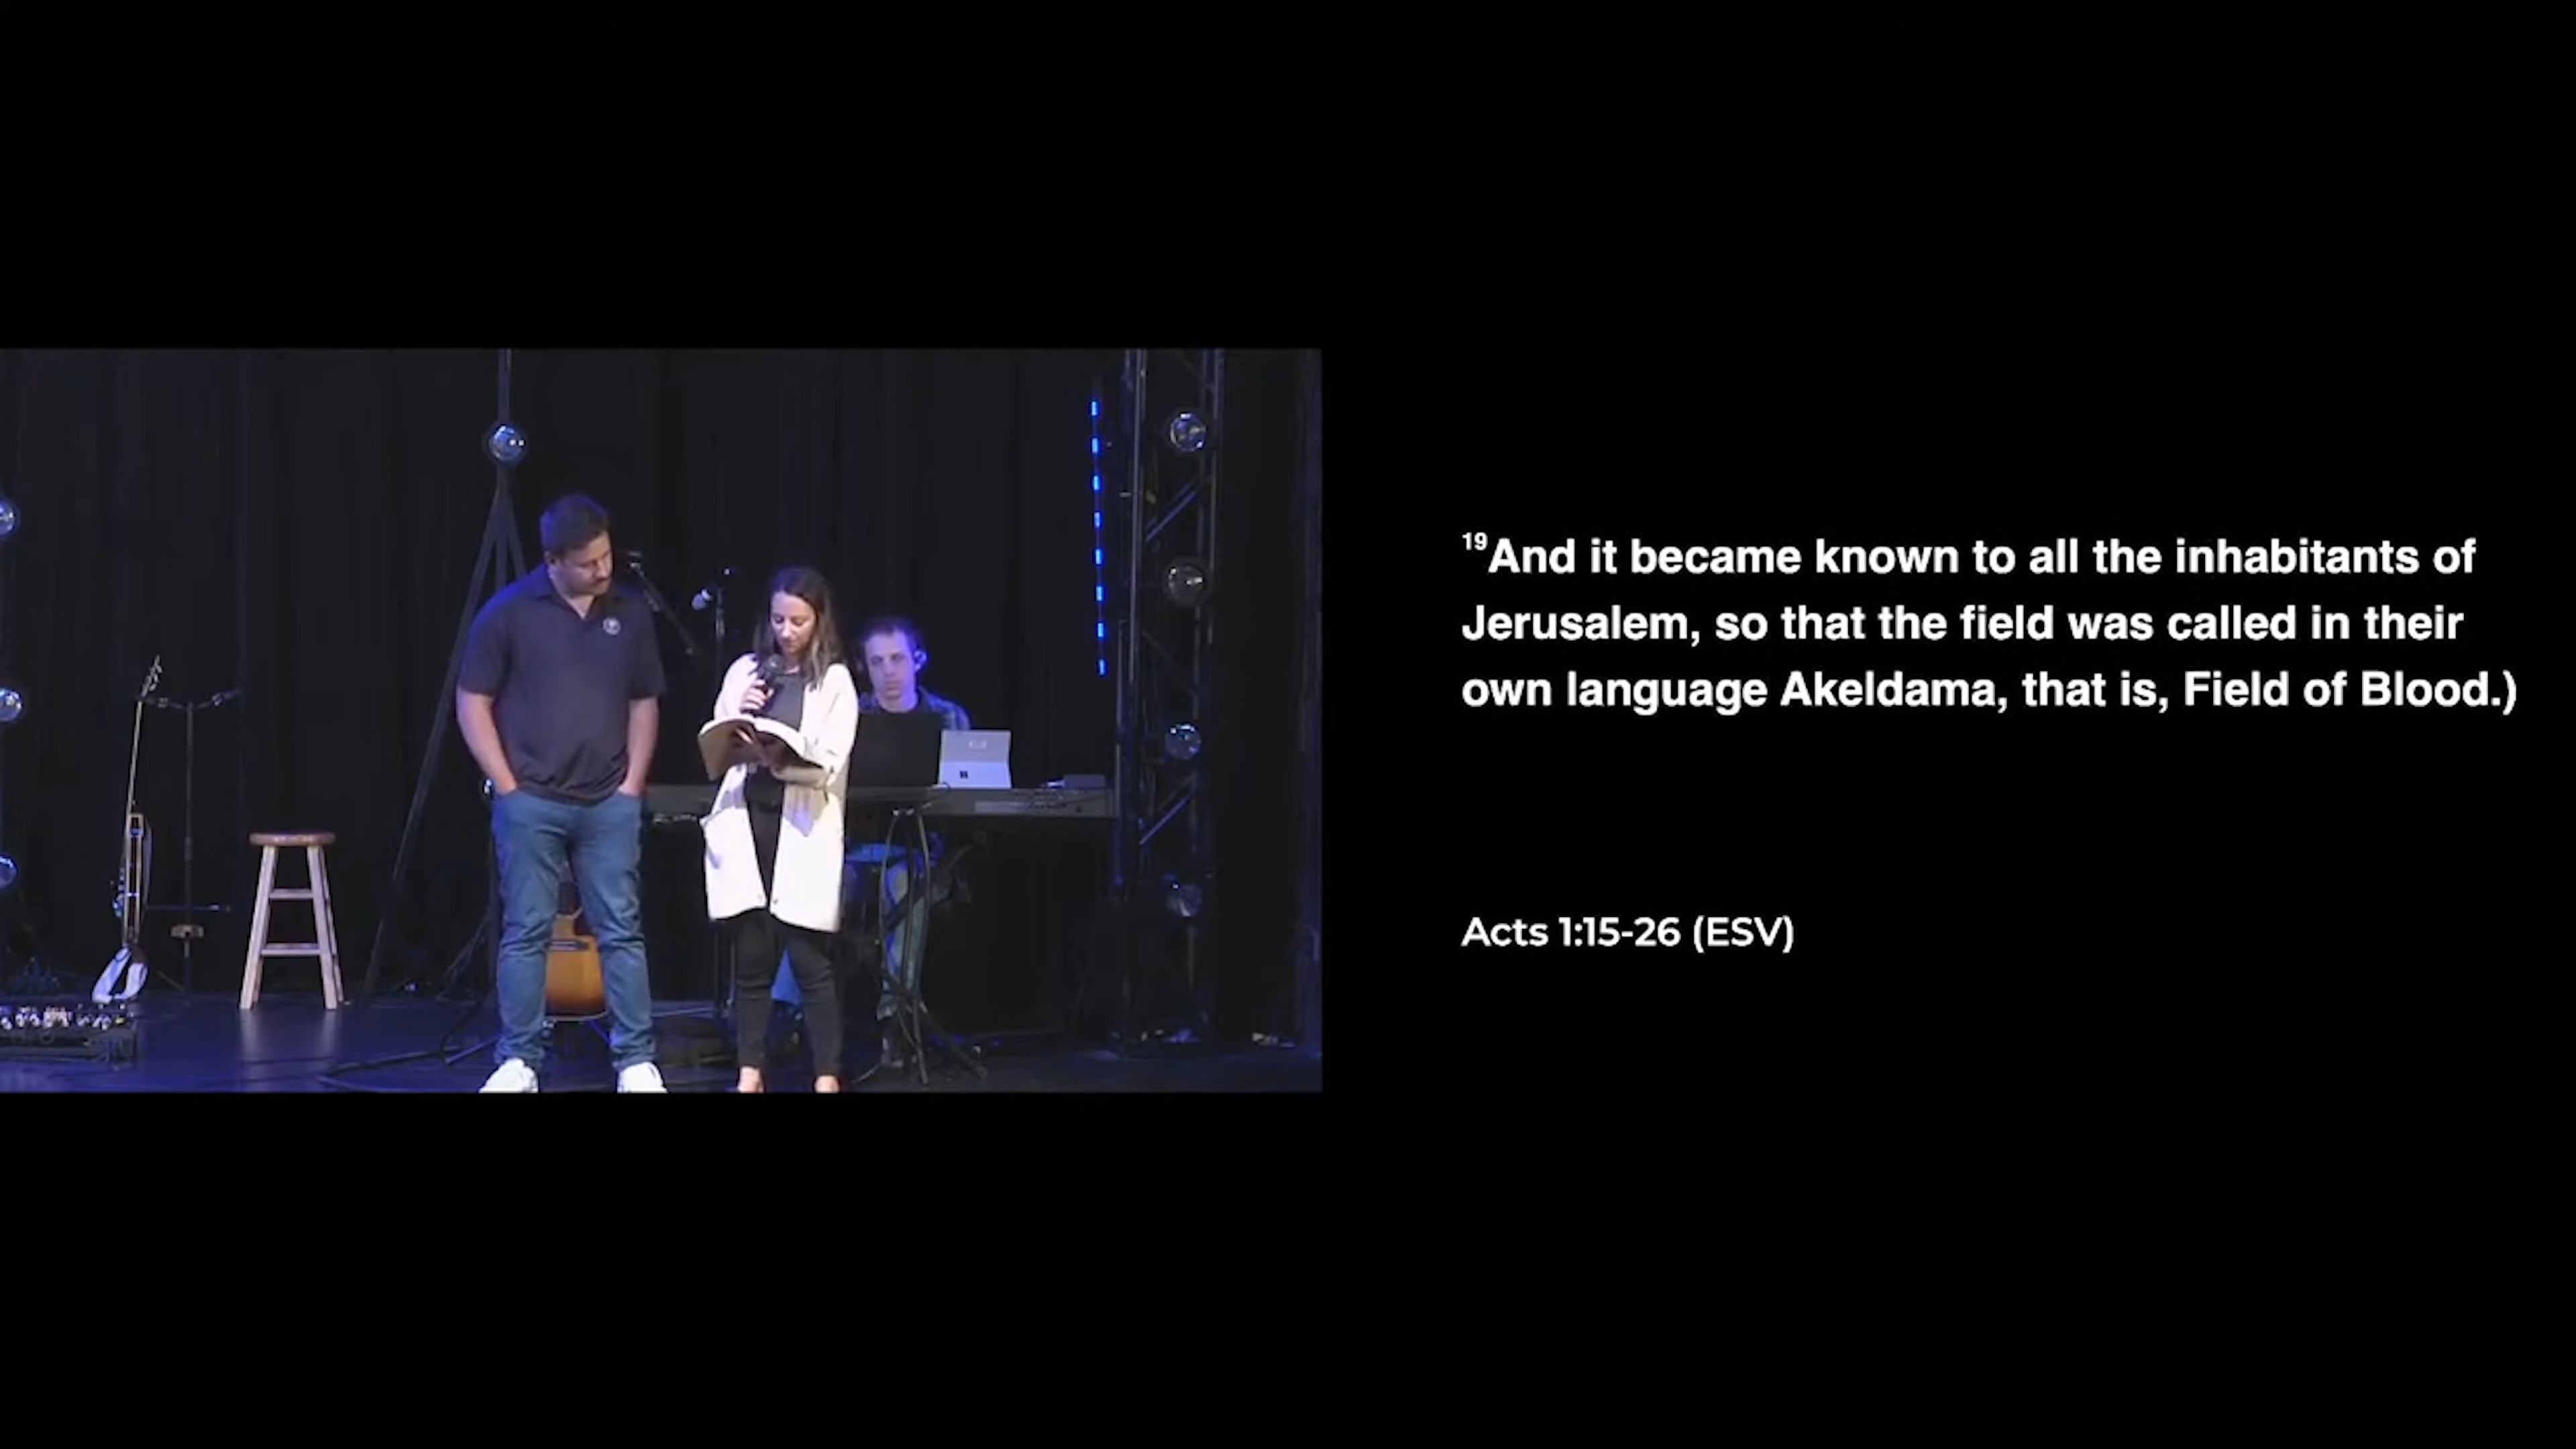 ¹⁹And it became known to all the inhabitants of
Jerusalem, so that the field was called in their
own language Akeldama, that is, Field of Blood.)
Acts 1:15-26 (ESV)